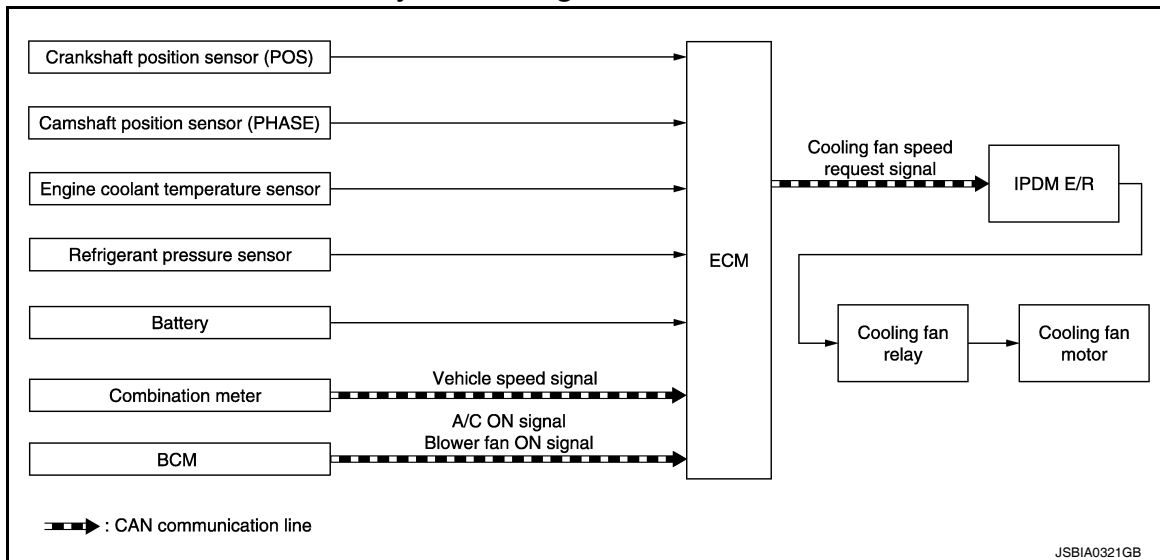 Crankshaft position sensor (POS)
Camshaft position sensor (PHASE)
Engine coolant temperature sensor
Refrigerant pressure sensor
Battery
Combination meter
BCM
Vehicle speed signal
A/C ON signal
Blower fan ON signal
ECM
Cooling fan speed
request signal
IPDM E/R
Cooling fan
relay
Cooling fan
motor
: CAN communication line
JSBIA0321GB